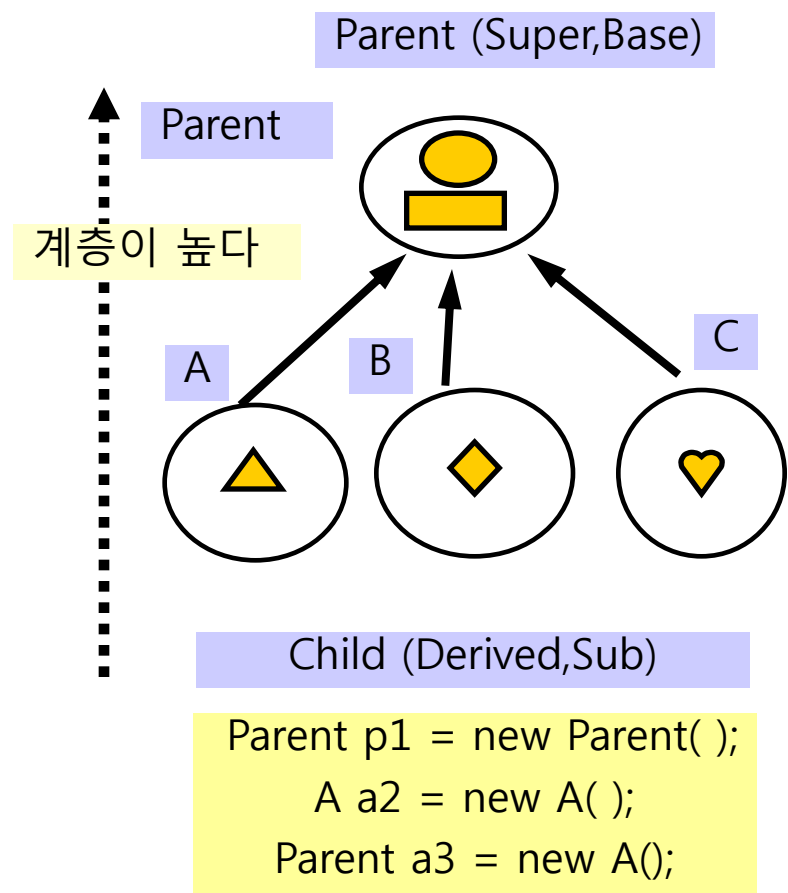 Parent (Super,Base)
Parent
계층이 높다
A
B
C
Child (Derived,Sub)
Parent p1 = new Parent( );
A a2 = new A( );
Parent a3 = new A();